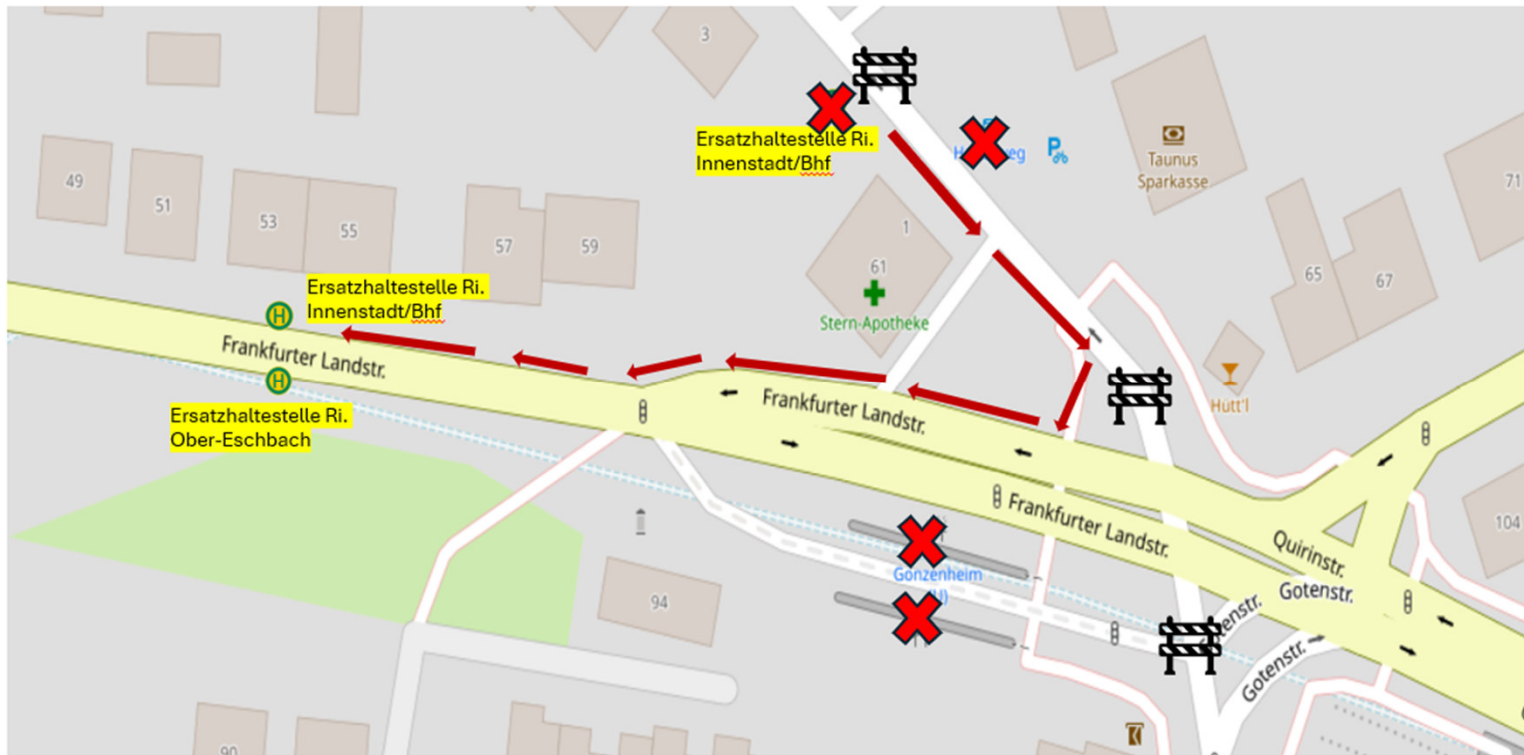 3
Ersatzhaltestelle Ri.
Innenstadt/Bhf
P
Taunus
Sparkasse
71
49
51
53
55
57
59
1
61
Stern-Apotheke
65
67
Ersatzhaltestelle Ri.
Innenstadt/Bhf
H
Frankfurter Landstr.
H
Ersatzhaltestelle Ri.
Ober-Eschbach
Frankfurter Landstr.
Hütt'l
Frankfurter Landstr.
104
Quirinstr.
Gotenstr.
Gonzenheim
94
Gotenstr.
90